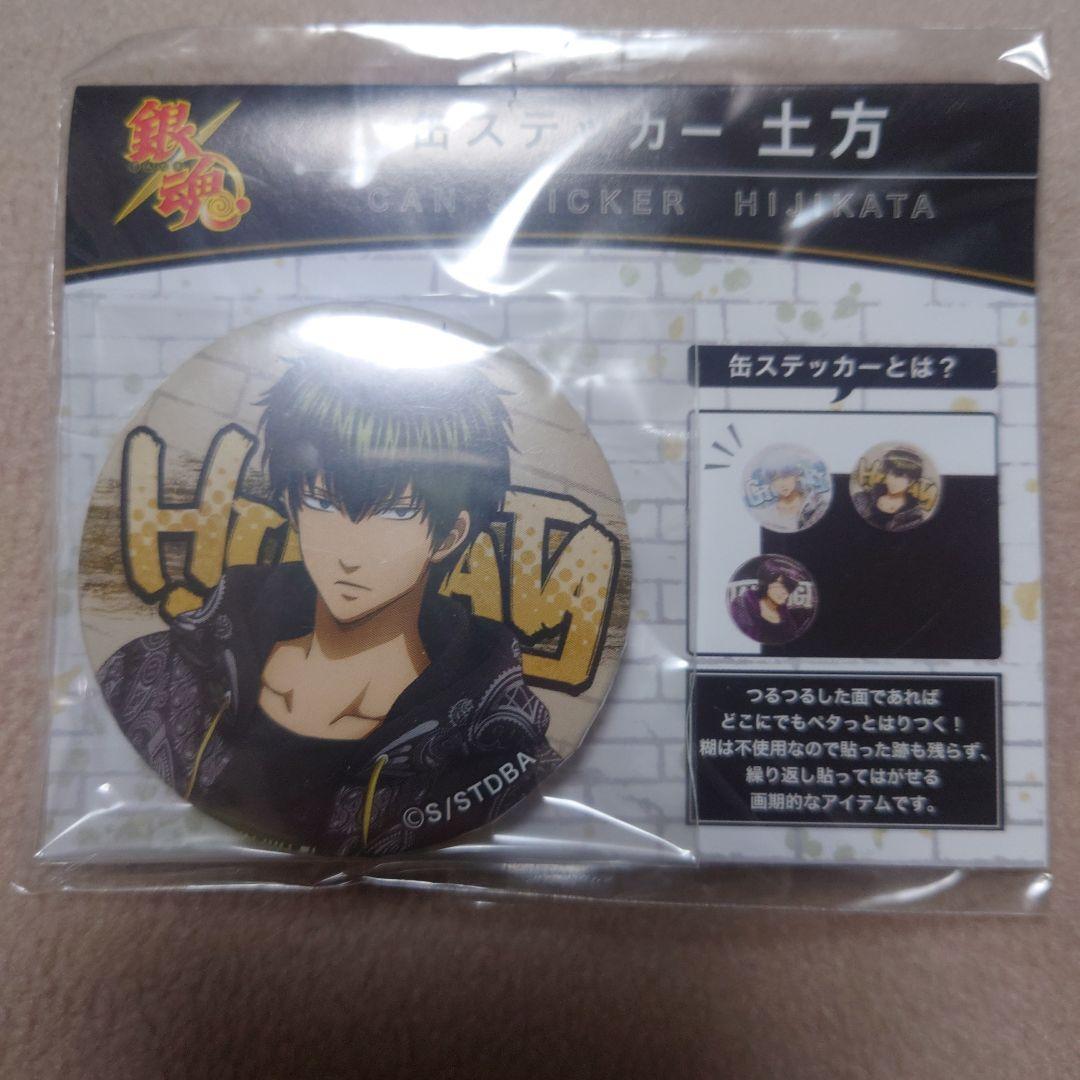 銀魂
缶ステッカー 土方
CAN STICKER HIJIKATA
缶ステッカーとは?
つるつるした面であれば
どこにでもペタっとはりつく!
糊は不使用なので貼った跡も残らず、
繰り返し貼ってはがせる
画期的なアイテムです。
©S/STDBA